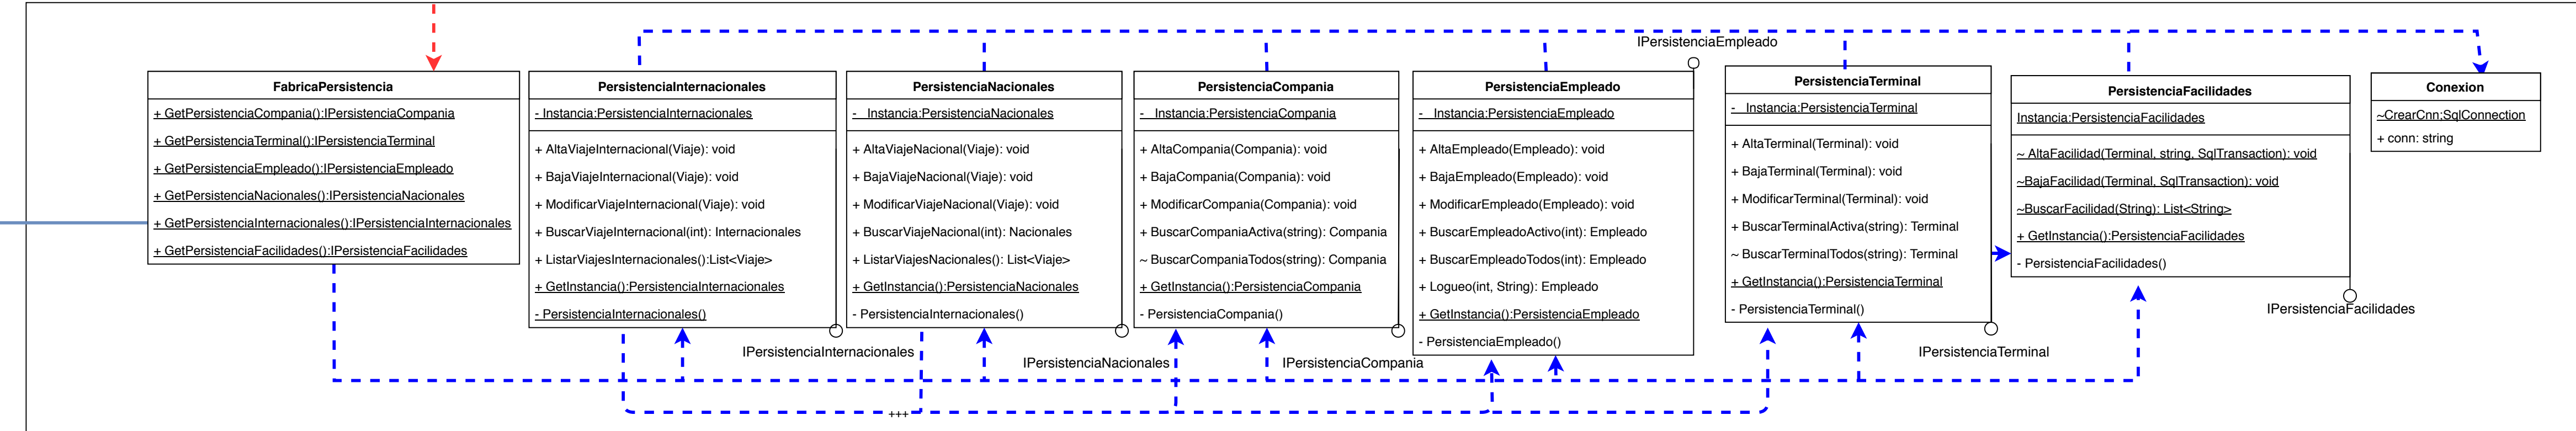 FabricaPersistencia
+ GetPersistenciaCompania():IPersistenciaCompania
+ GetPersistenciaTerminal():IPersistenciaTerminal
+ GetPersistenciaEmpleado():IPersistenciaEmpleado
+ GetPersistenciaNacionales():IPersistenciaNacionales
+ GetPersistenciaInternacionales():IPersistenciaInternacionales
+ GetPersistenciaFacilidades():IPersistenciaFacilidades
PersistenciaInternacionales
- Instancia:PersistenciaInternacionales
+ AltaViajeInternacional(Viaje): void
+ BajaViajeInternacional(Viaje): void
+ ModificarViajeInternacional(Viaje): void
+ BuscarViajeInternacional(int): Internacionales
+ ListarViajesInternacionales():List<Viaje>
+ GetInstancia():PersistenciaInternacionales
- PersistenciaInternacionales()
IPersistenciaInternacionales
PersistenciaNacionales
- Instancia:PersistenciaNacionales
+ AltaViajeNacional(Viaje): void
+ BajaViajeNacional(Viaje): void
+ ModificarViajeNacional(Viaje): void
+ BuscarViajeNacional(int): Nacionales
+ ListarViajesNacionales(): List<Viaje>
+ GetInstancia():PersistenciaNacionales
- PersistenciaInternacionales()
IPersistenciaNacionales
+++
PersistenciaCompania
- Instancia:PersistenciaCompania
+ AltaCompania(Compania): void
+ BajaCompania(Compania): void
+ ModificarCompania(Compania): void
+ BuscarCompaniaActiva(string): Compania
~ BuscarCompaniaTodos(string): Compania
+ GetInstancia():PersistenciaCompania
- PersistenciaCompania()
IPersistenciaCompania
IPersistenciaEmpleado
PersistenciaEmpleado
- Instancia:PersistenciaEmpleado
+ AltaEmpleado(Empleado): void
+ BajaEmpleado(Empleado): void
+ ModificarEmpleado(Empleado): void
+ BuscarEmpleadoActivo(int): Empleado
+ BuscarEmpleadoTodos(int): Empleado
+ Logueo(int, String): Empleado
+ GetInstancia():PersistenciaEmpleado
- PersistenciaEmpleado()
PersistenciaTerminal
- Instancia:PersistenciaTerminal
+ AltaTerminal(Terminal): void
+ BajaTerminal(Terminal): void
+ ModificarTerminal(Terminal): void
+ BuscarTerminalActiva(string): Terminal
~ BuscarTerminalTodos(string): Terminal
+ GetInstancia():PersistenciaTerminal
- PersistenciaTerminal()
IPersistenciaTerminal
PersistenciaFacilidades
Instancia:PersistenciaFacilidades
~ AltaFacilidad(Terminal, string, SqlTransaction): void
~BajaFacilidad(Terminal, SqlTransaction): void
~BuscarFacilidad(String): List<String>
+ GetInstancia():PersistenciaFacilidades
- PersistenciaFacilidades()
IPersistenciaFacilidades
Conexion
~CrearCnn:SqlConnection
+ conn: string